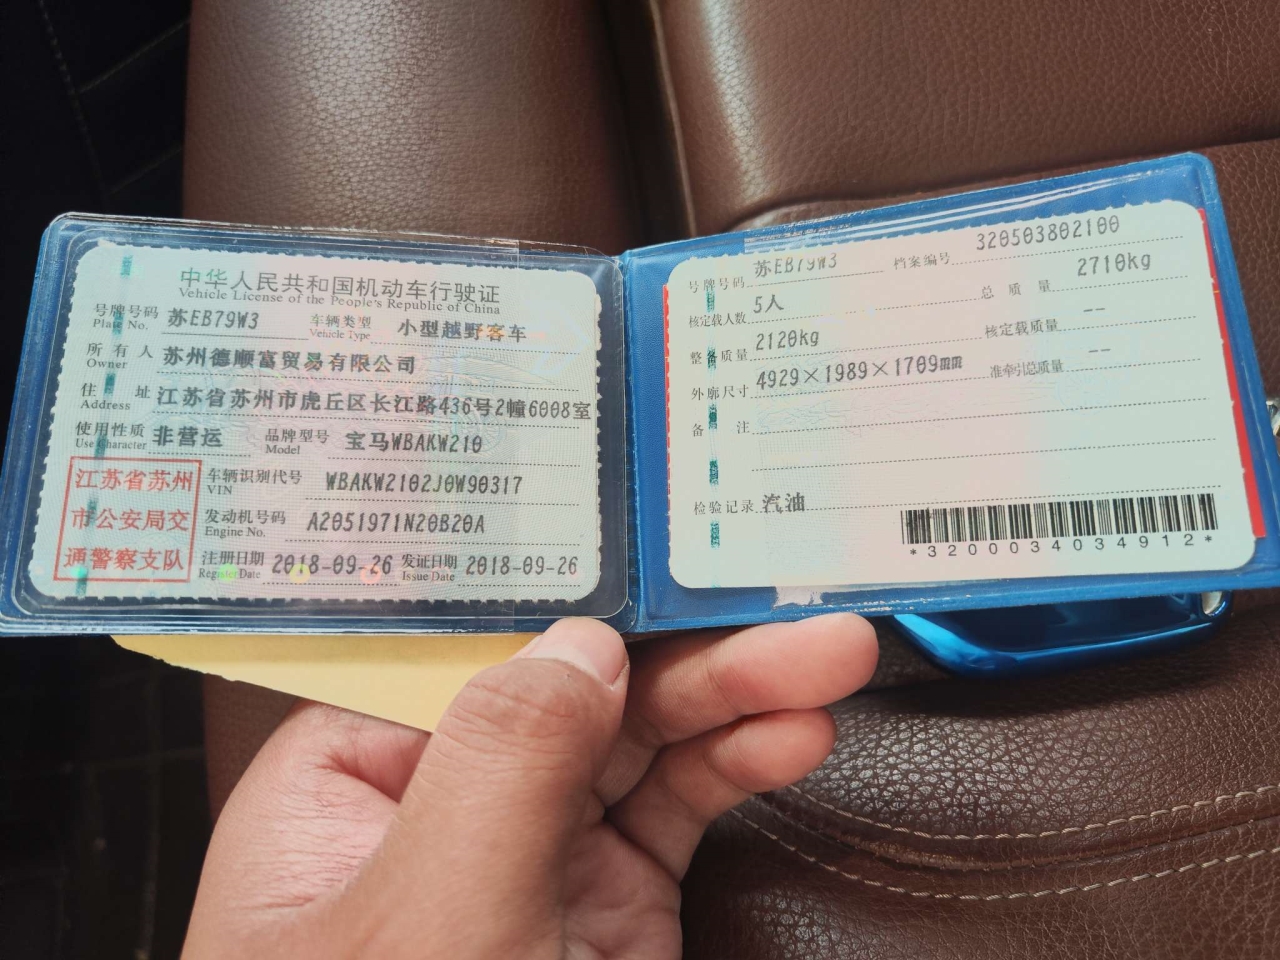 中华人民共和国机动车行驶证
Vehicle License of the People's Republic of China
号牌号码 苏EB79W3 车辆类型 小型越野客车
Plate No. Vehicle Type
所有人 苏州德顺富贸易有限公司
Owner
住址 江苏省苏州市虎丘区长江路436号2幢6008室
Address
使用性质 非营运 品牌型号 宝马WBAKW210
Use Character Model
江苏省苏州
市公安局交
通警察支队
车辆识别代号 WBAKW2102J0W90317
VIN
发动机号码 A2051971N20B20A
Engine No.
注册日期 2018-09-26 发证日期 2018-09-26
Register Date Issue Date
号牌号码 苏EB79W3 档案编号 320503802100
核定载人数 5人 总质量 2710kg
整备质量 2120kg 核定载质量 --
外廓尺寸 4929×1989×1709mm 准牵引总质量 --
备注
检验记录 汽油
*3200034034912*